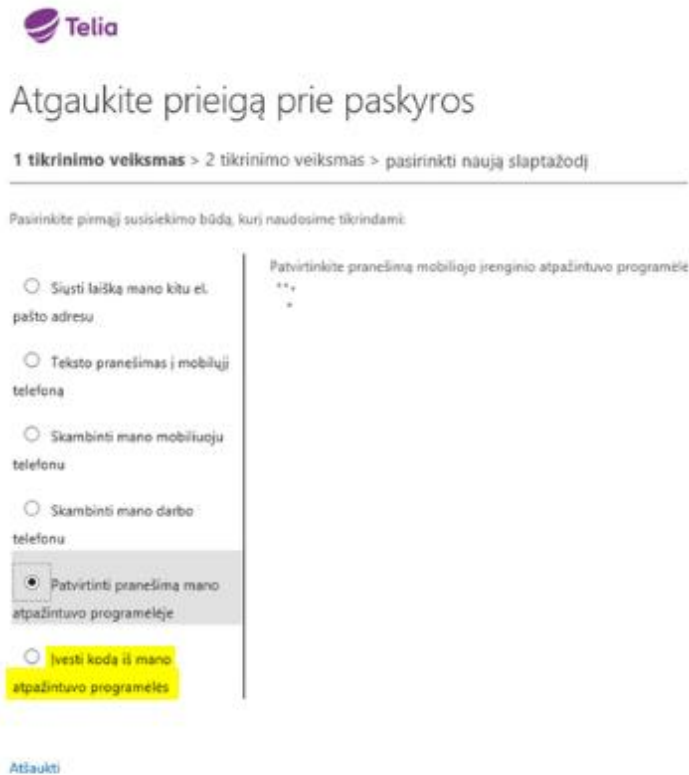 Telia
Atgaukite prieigą prie paskyros
1 tikrinimo veiksmas > 2 tikrinimo veiksmas > pasirinkti naują slaptažodį
Pasirinkite pirmąjį susisiekimo būdą, kurį naudosime tikrindami:
Siųsti laišką mano kitu el.
pašto adresu
Teksto pranešimas į mobilųjį
telefoną
Skambinti mano mobiliuoju
telefonu
Skambinti mano darbo
telefonu
Patvirtinti pranešimą mano
atpažintuvo programėlėje
Įvesti kodą iš mano
atpažintuvo programėlės
Patvirtinkite pranešimą mobiliojo įrenginio atpažintuvo programėlė
Atšaukti